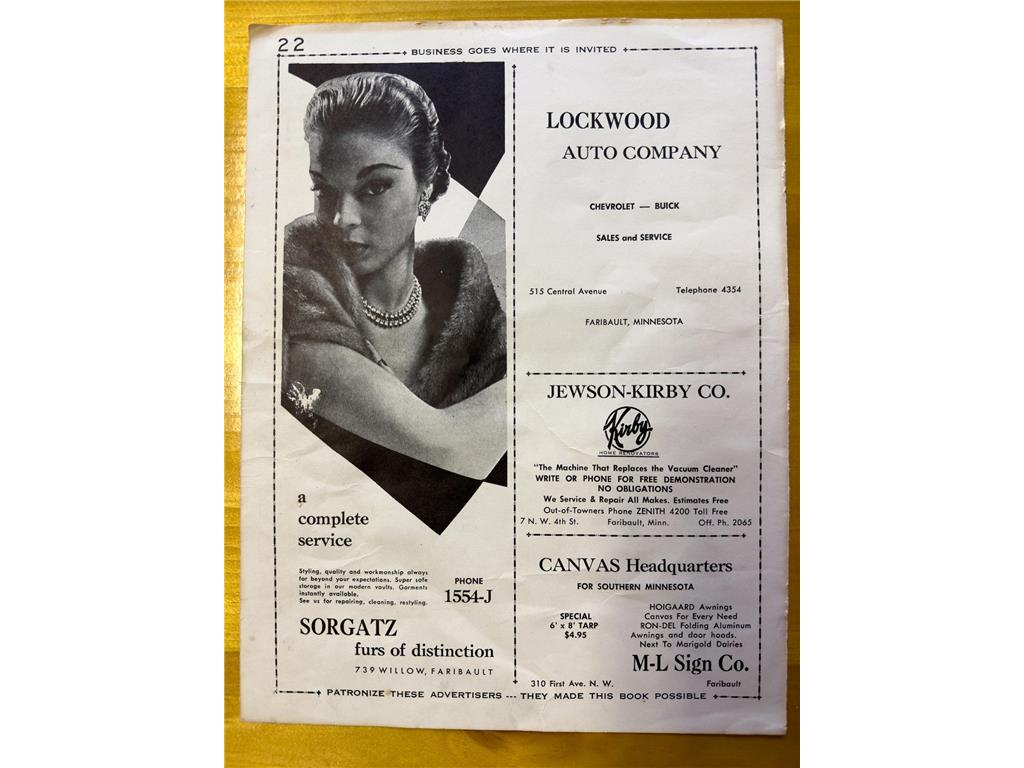 22
BUSINESS GOES WHERE IT IS INVITED
a
complete
service
Styling, quality and workmanship always
far beyond your expectations. Super safe
storage in our modern vaults. Garments
instantly available.
See us for repairing, cleaning, restyling.
PHONE
1554-J
SORGATZ
furs of distinction
739 WILLOW, FARIBAULT
LOCKWOOD
AUTO COMPANY
CHEVROLET — BUICK
SALES and SERVICE
515 Central Avenue Telephone 4354
FARIBAULT, MINNESOTA
JEWSON-KIRBY CO.
Kirby
HOME RENOVATORS
"The Machine That Replaces the Vacuum Cleaner"
WRITE OR PHONE FOR FREE DEMONSTRATION
NO OBLIGATIONS
We Service & Repair All Makes. Estimates Free
Out-of-Towners Phone ZENITH 4200 Toll Free
7 N. W. 4th St. Faribault, Minn. Off. Ph. 2065
CANVAS Headquarters
FOR SOUTHERN MINNESOTA
SPECIAL
6' x 8' TARP
$4.95
HOIGAARD Awnings
Canvas For Every Need
RON-DEL Folding Aluminum
Awnings and door hoods.
Next To Marigold Dairies
M-L Sign Co.
310 First Ave. N. W. Faribault
PATRONIZE THESE ADVERTISERS --- THEY MADE THIS BOOK POSSIBLE